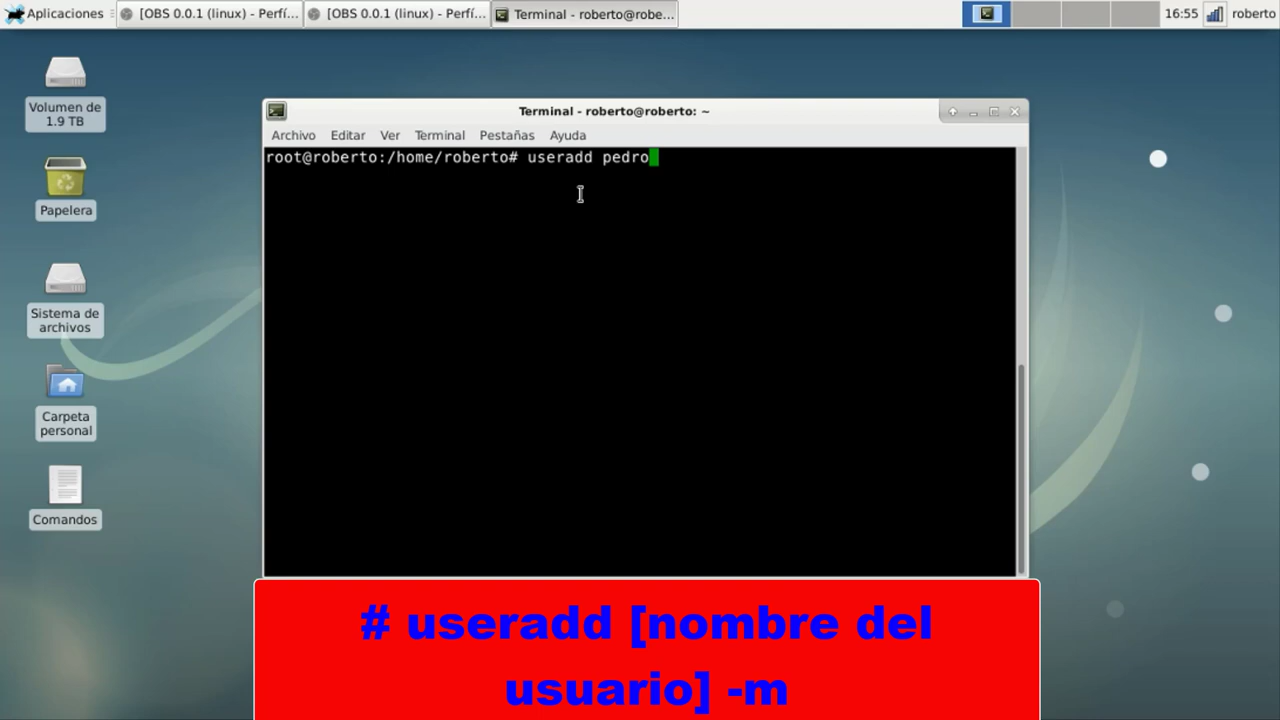 Aplicaciones
[OBS 0.0.1 (linux) - Perfí...
[OBS 0.0.1 (linux) - Perfí...
Terminal - roberto@robe...
16:55
roberto
Volumen de
1.9 TB
Papelera
Sistema de
archivos
Carpeta
personal
Comandos
Terminal - roberto@roberto: ~
Archivo Editar Ver Terminal Pestañas Ayuda
root@roberto:/home/roberto# useradd pedro
# useradd [nombre del
usuario] -m